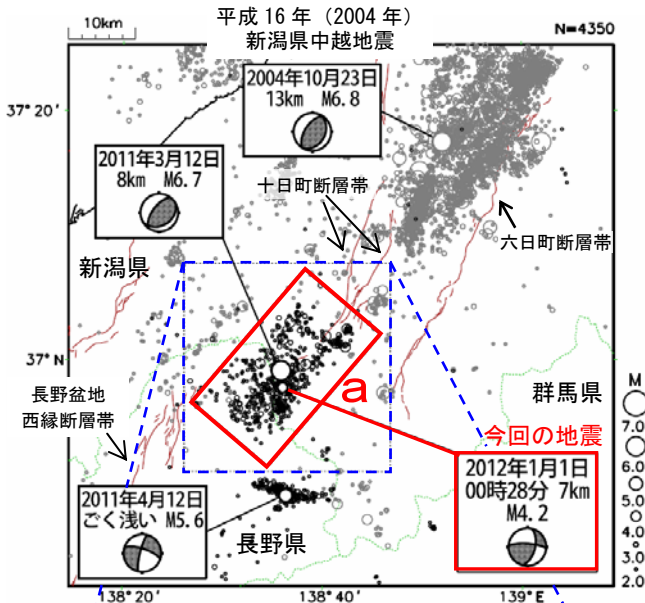 平成 16 年（2004 年）
新潟県中越地震
10km
N=4350
37°20'
2004年10月23日
13km M6.8
2011年3月12日
8km M6.7
十日町断層帯
六日町断層帯
新潟県
37°N
長野盆地
西縁断層帯
a
群馬県
今回の地震
M
7.0
6.0
5.0
4.0
3.0
2.0
2012年1月1日
00時28分 7km
M4.2
2011年4月12日
ごく浅い M5.6
長野県
138°20'
138°40'
139°E